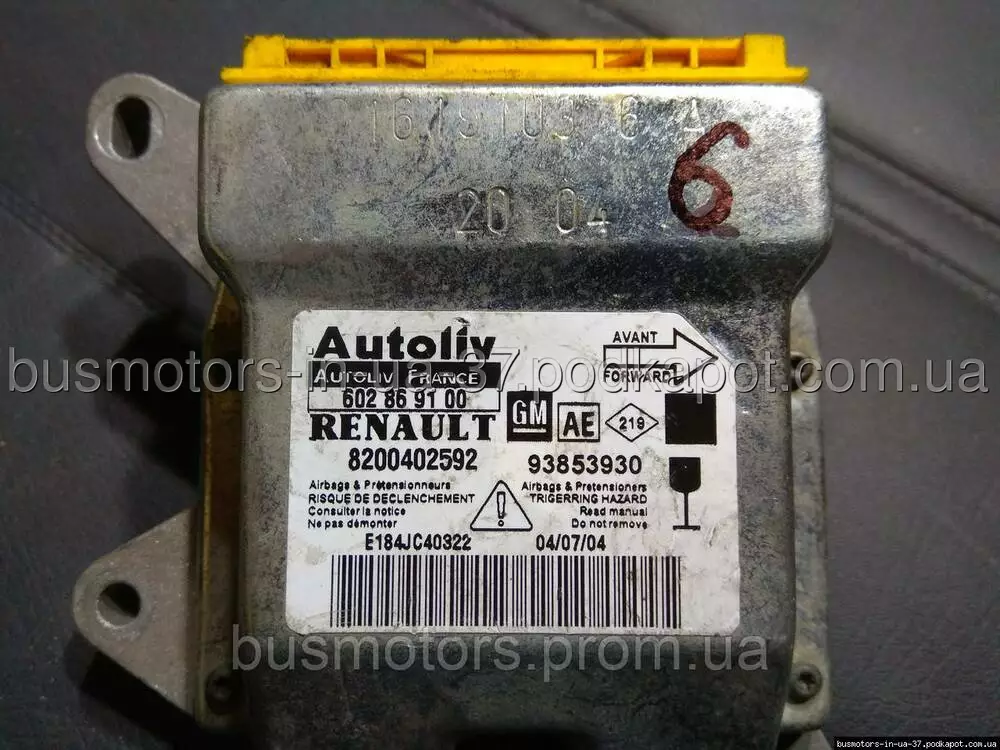 20 04
6
Autoliv
AUTOLIV FRANCE
602 86 9 1 00
RENAULT
8200402592
AVANT
FORWARD
GM
AE
219
93853930
Airbags & Prétensionneurs
RISQUE DE DECLENCHEMENT
Consulter la notice
Ne pas démonter
Airbags & Pretensioners
TRIGERRING HAZARD
Read manual
Do not remove
E184JC40322
04/07/04
busmotors-in-ua-37.podkapot.com.ua
busmotors.prom.ua
busmotors-in-ua-37.podkapot.com.ua